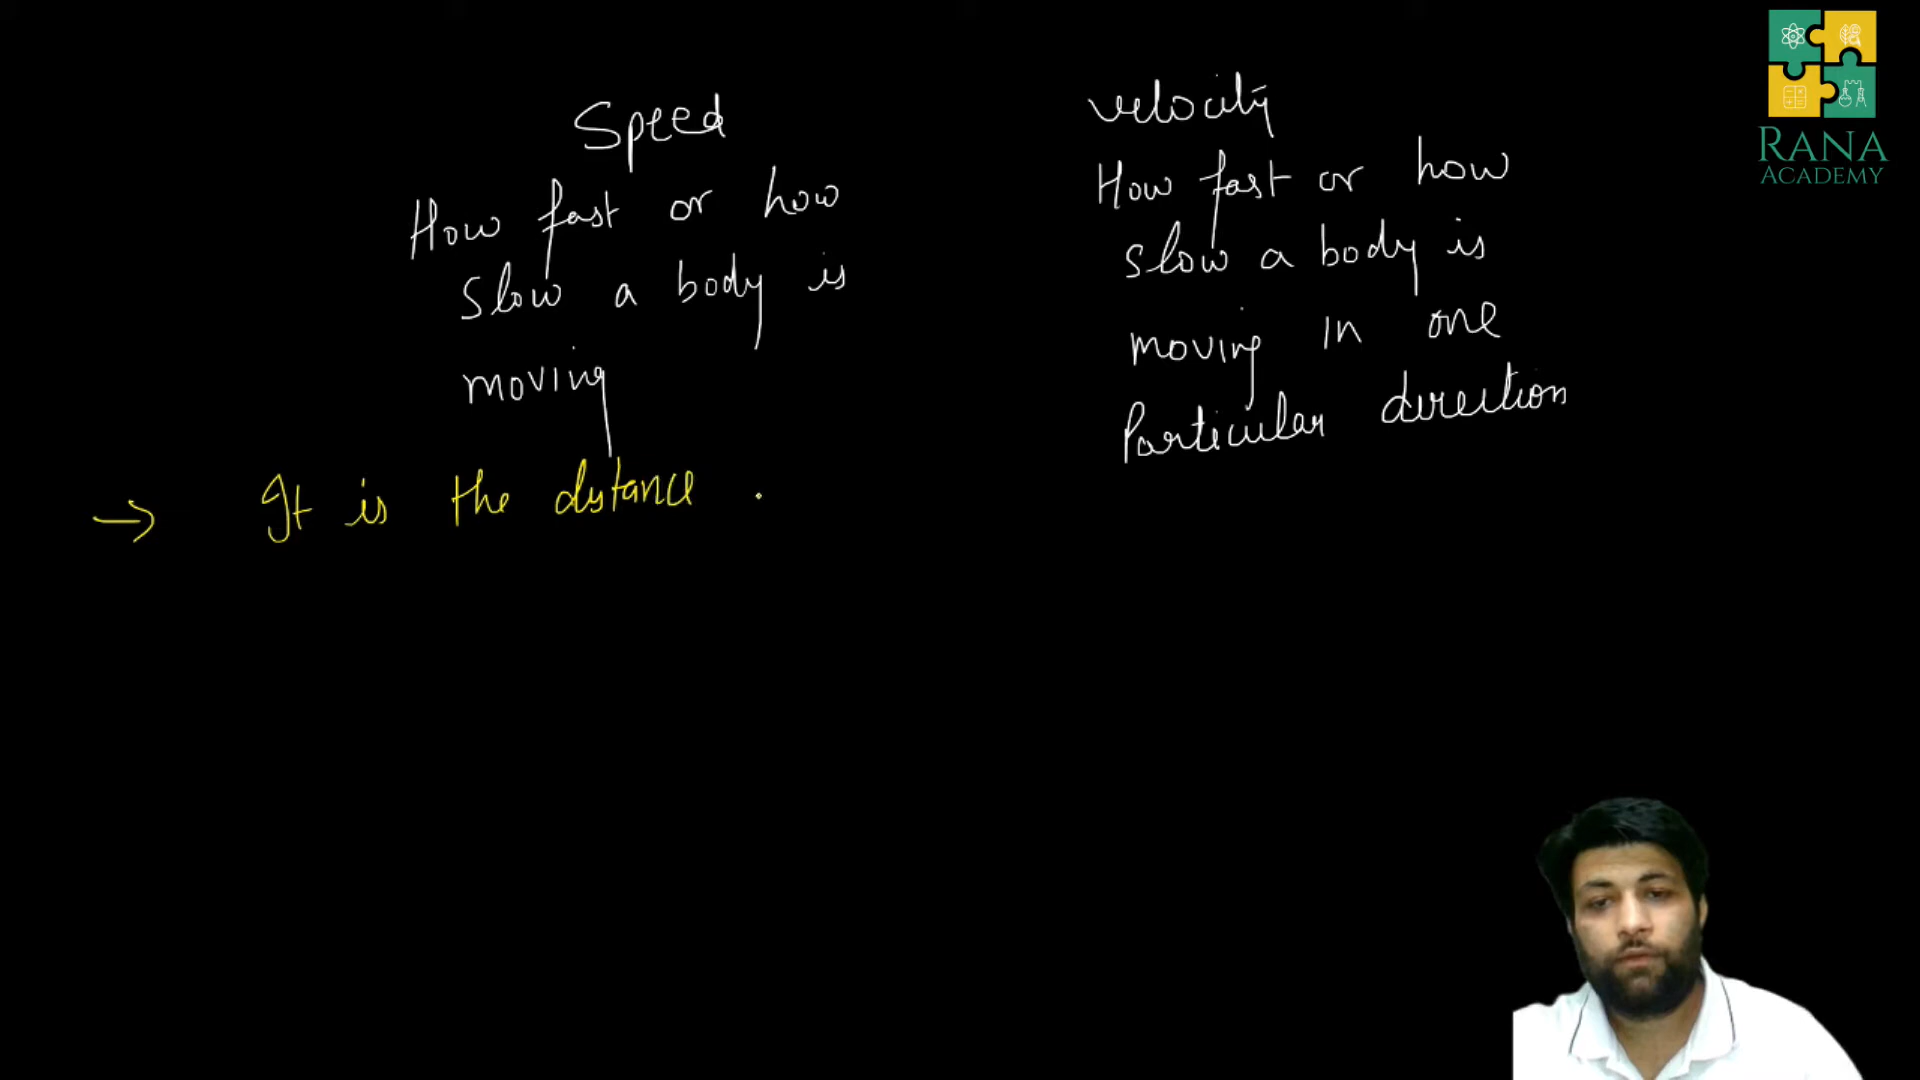 Speed
How fast or how
slow a body is
moving
→ It is the distance
velocity
How fast or how
slow a body is
moving in one
Particular direction
RANA
ACADEMY